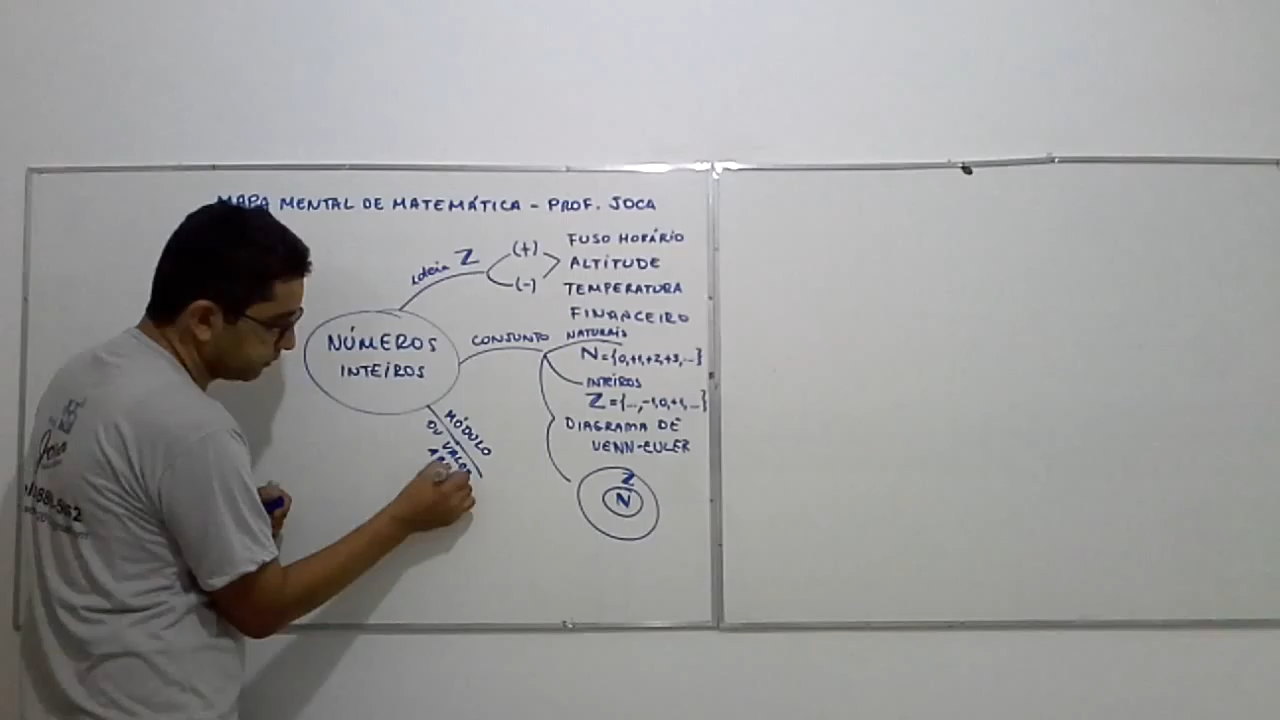 MAPA MENTAL DE MATEMÁTICA - PROF. JOCA
ideia Z
(+)
(-)
FUSO HORÁRIO
ALTITUDE
TEMPERATURA
FINANCEIRO
NÚMEROS
INTEIROS
CONJUNTO
NATURAIS
N={0,+1,+2,+3,...}
INTEIROS
Z={...,-1,0,+1,...}
DIAGRAMA DE
VENN-EULER
Z
N
MÓDULO
OU VALOR